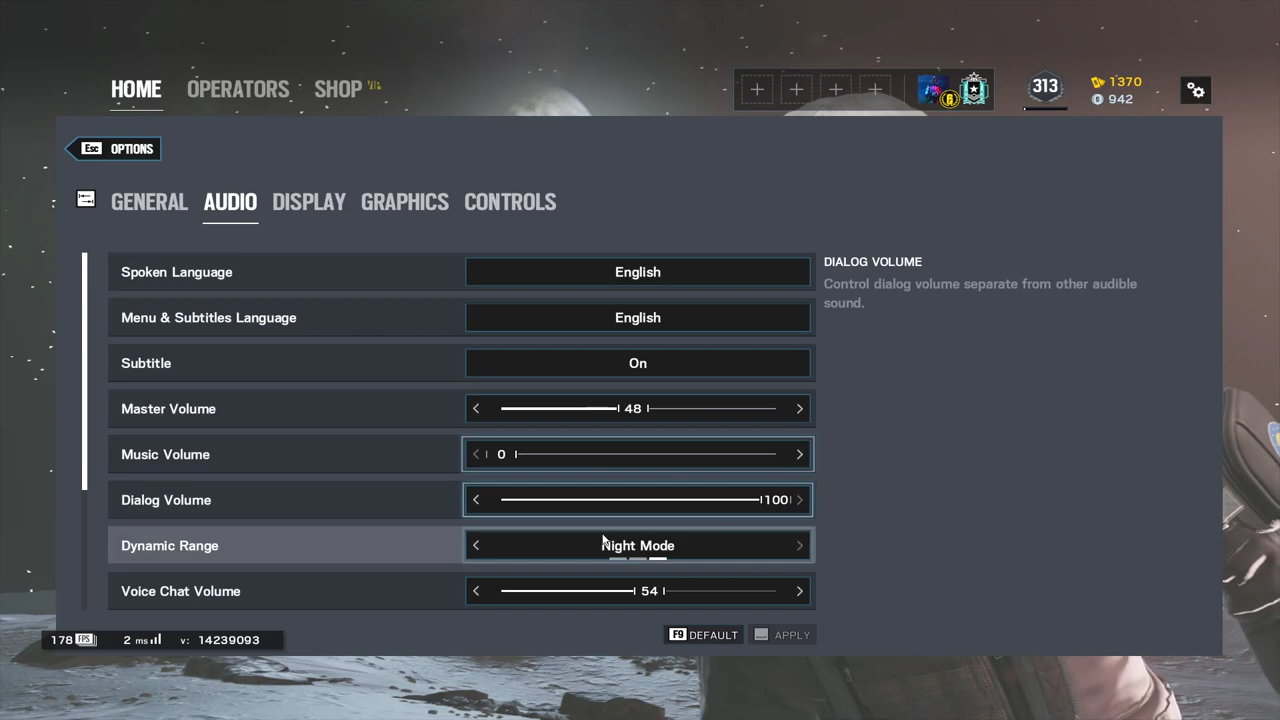 HOME OPERATORS SHOP
313
1370
942
Esc OPTIONS
GENERAL AUDIO DISPLAY GRAPHICS CONTROLS
Spoken Language English
Menu & Subtitles Language English
Subtitle On
Master Volume 48
Music Volume 0
Dialog Volume 100
Dynamic Range Night Mode
Voice Chat Volume 54
DIALOG VOLUME
Control dialog volume separate from other audible
sound.
178 FPS 2 ms v: 14239093
F9 DEFAULT APPLY